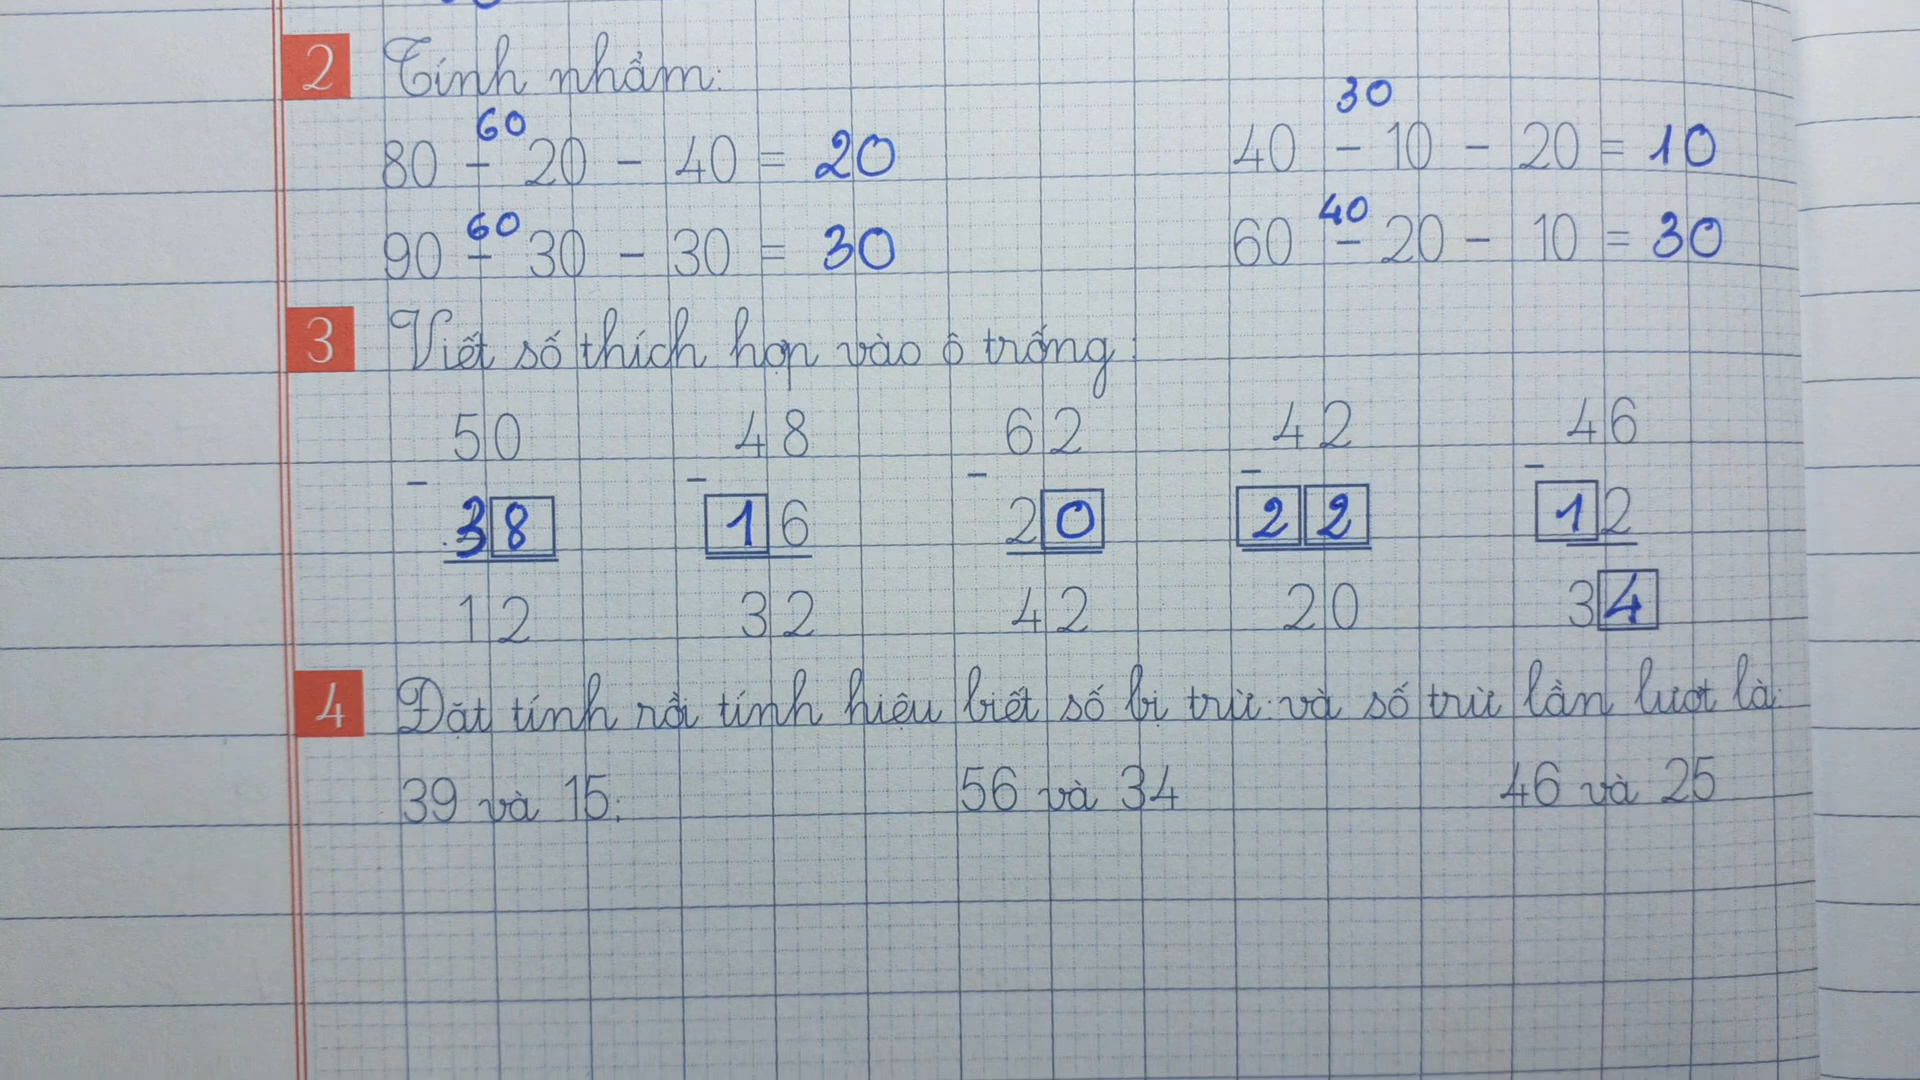 2 Tính nhẩm:
60
80 - 20 - 40 = 20
30
40 - 10 - 20 = 10
60
90 - 30 - 30 = 30
40
60 - 20 - 10 = 30
3 Viết số thích hợp vào ô trống:
50 48 62 42 46
- - - - -
38 16 20 22 12
12 32 42 20 34
4 Đặt tính rồi tính hiệu biết số bị trừ và số trừ lần lượt là:
39 và 15; 56 và 34 46 và 25